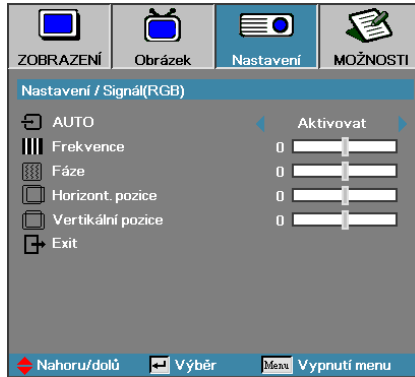 ZOBRAZENÍ Obrázek Nastavení MOŽNOSTI
Nastavení / Signál(RGB)
AUTO Aktivovat
Frekvence 0
Fáze 0
Horizont. pozice 0
Vertikální pozice 0
Exit
Nahoru/dolů Výběr Menu Vypnutí menu